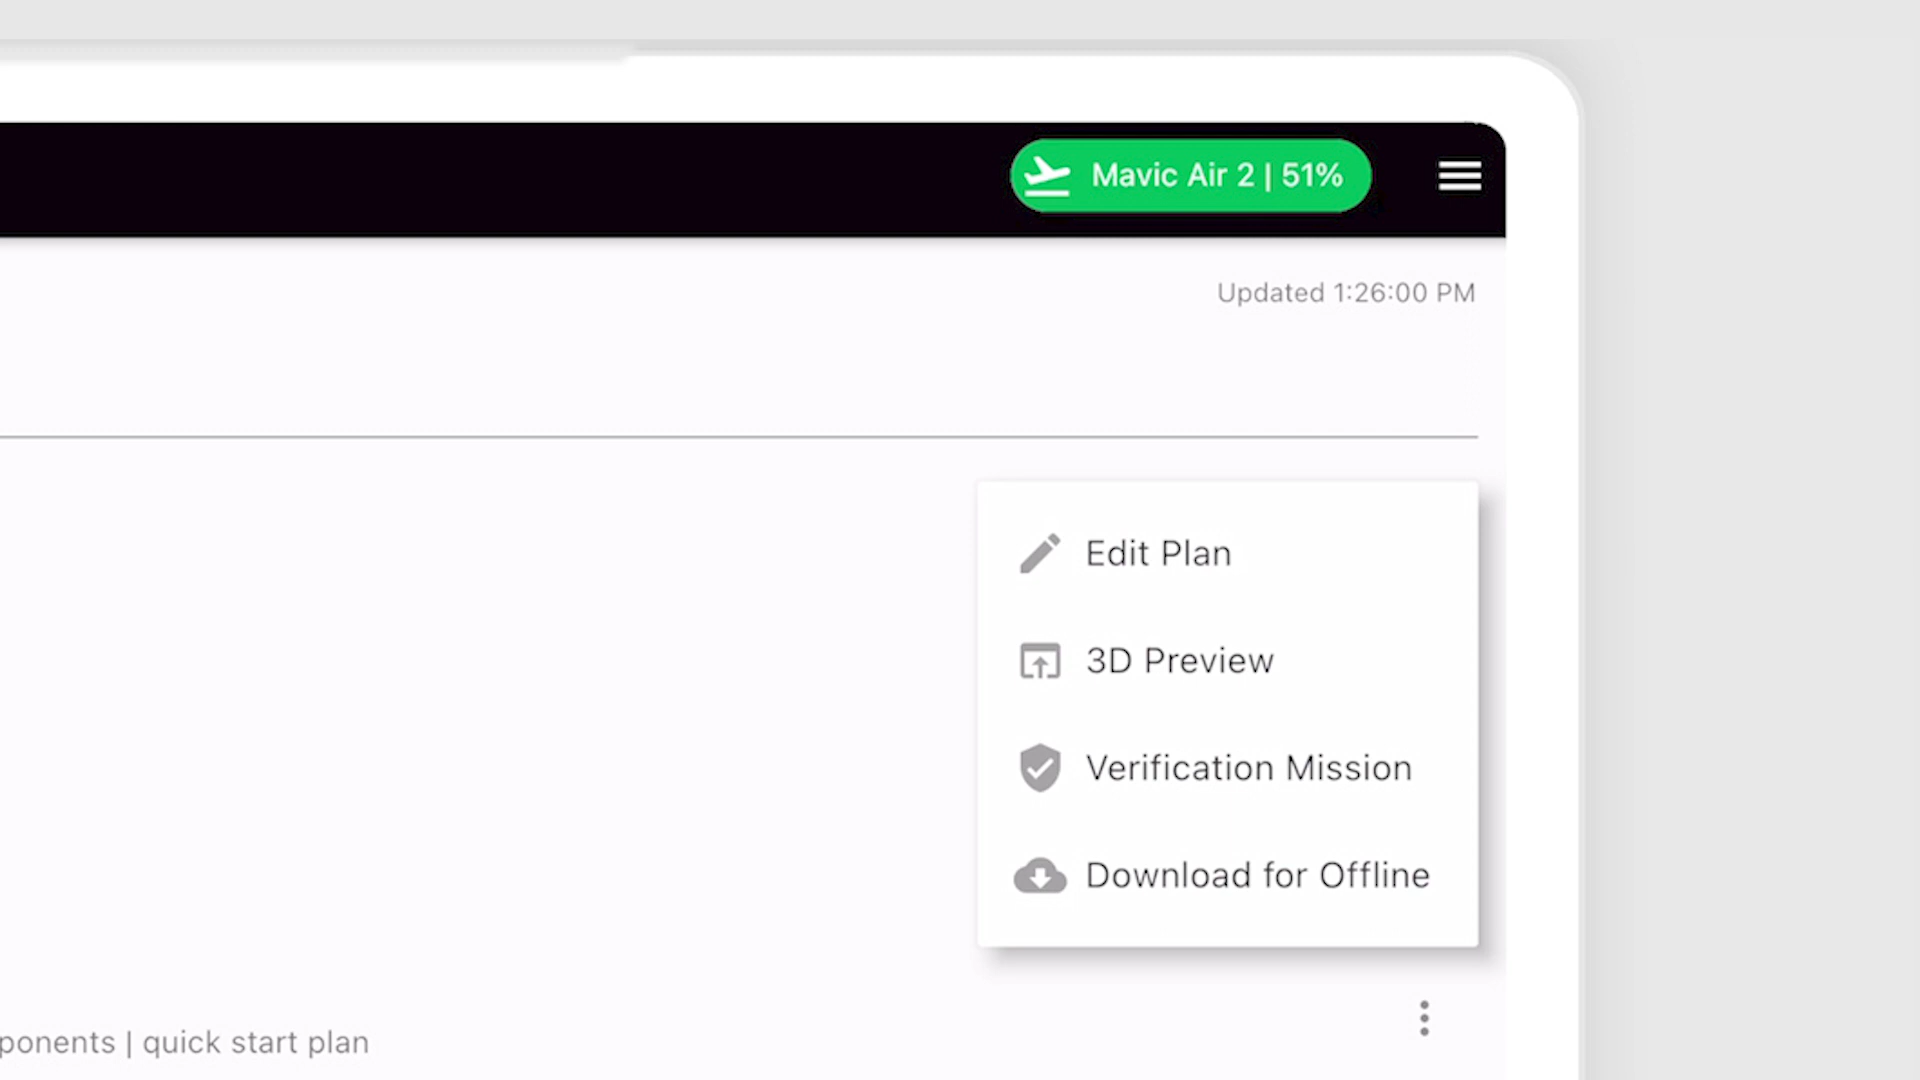 Mavic Air 2 | 51%
Updated 1:26:00 PM
Edit Plan
3D Preview
Verification Mission
Download for Offline
| quick start plan